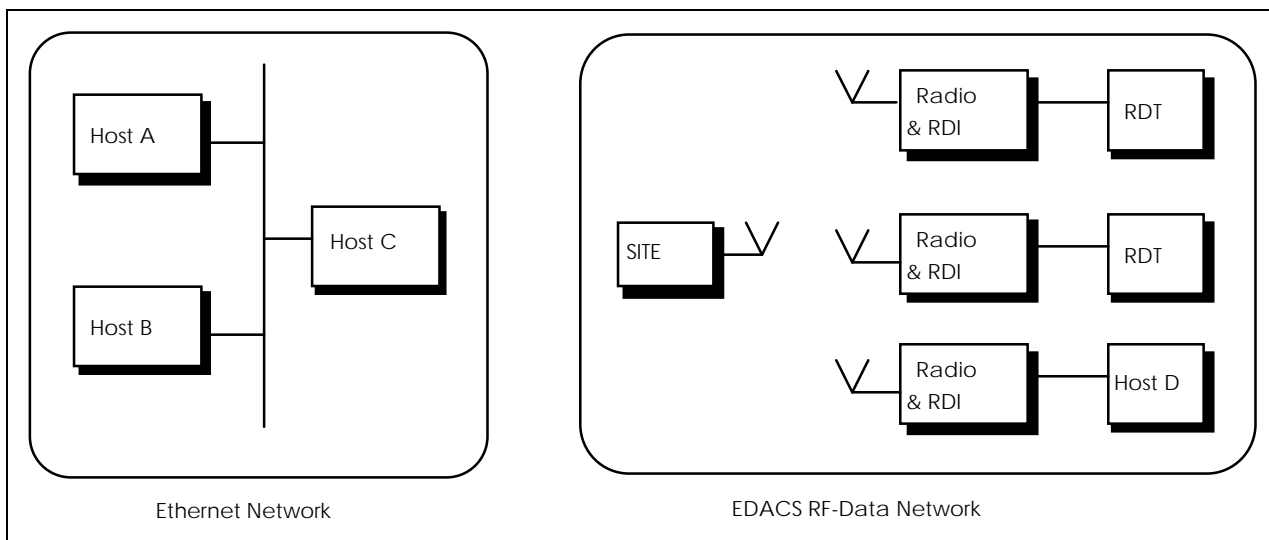 Host A
Host B
Host C
Ethernet Network
SITE
Radio
& RDI
RDT
Radio
& RDI
RDT
Radio
& RDI
Host D
EDACS RF-Data Network